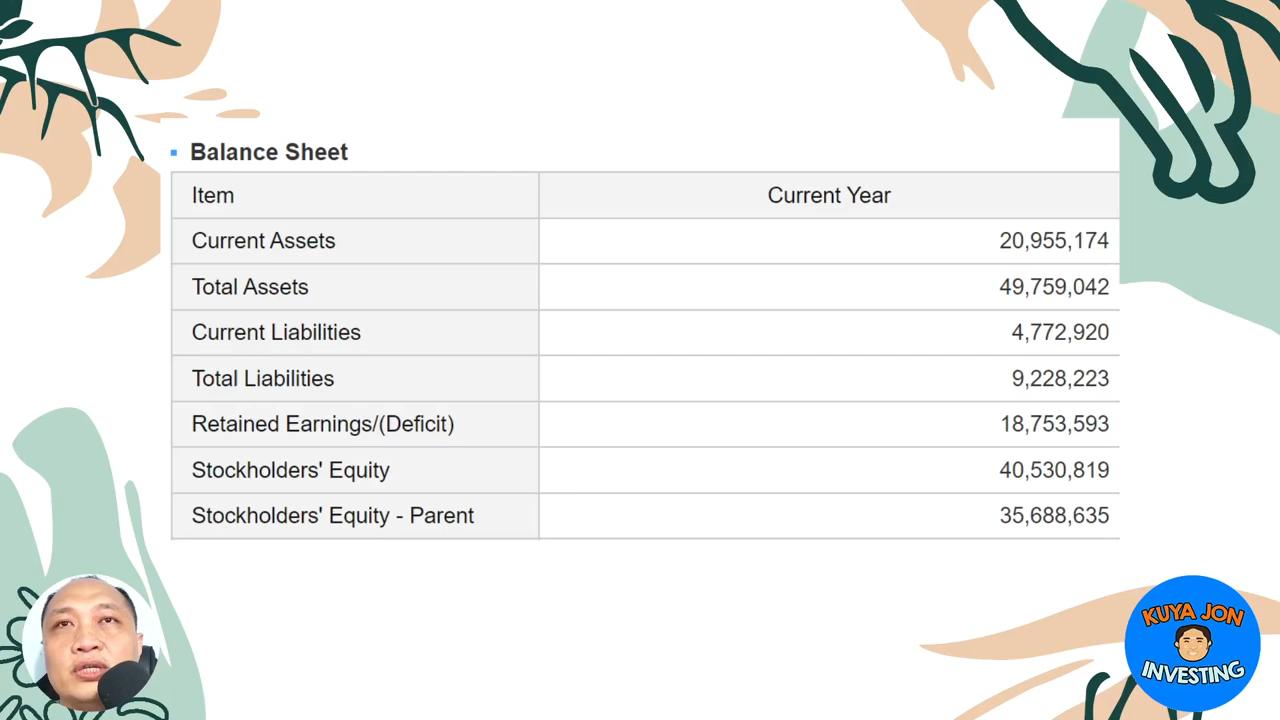 Balance Sheet
Item Current Year
Current Assets 20,955,174
Total Assets 49,759,042
Current Liabilities 4,772,920
Total Liabilities 9,228,223
Retained Earnings/(Deficit) 18,753,593
Stockholders' Equity 40,530,819
Stockholders' Equity - Parent 35,688,635
KUYA JON
INVESTING